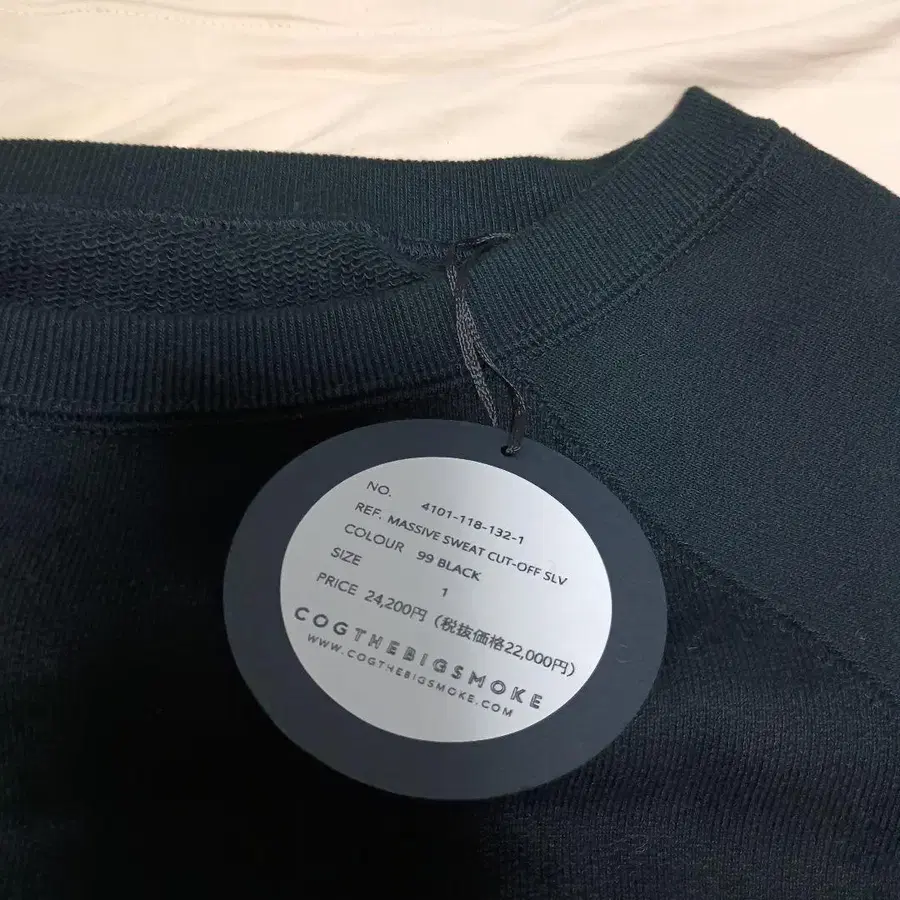 NO. 4101-118-132-1
REF. MASSIVE SWEAT CUT-OFF SLV
COLOUR 99 BLACK
SIZE 1
PRICE 24,200円 (税抜価格22,000円)
COGTHEBIGSMOKE
WWW.COGTHEBIGSMOKE.COM